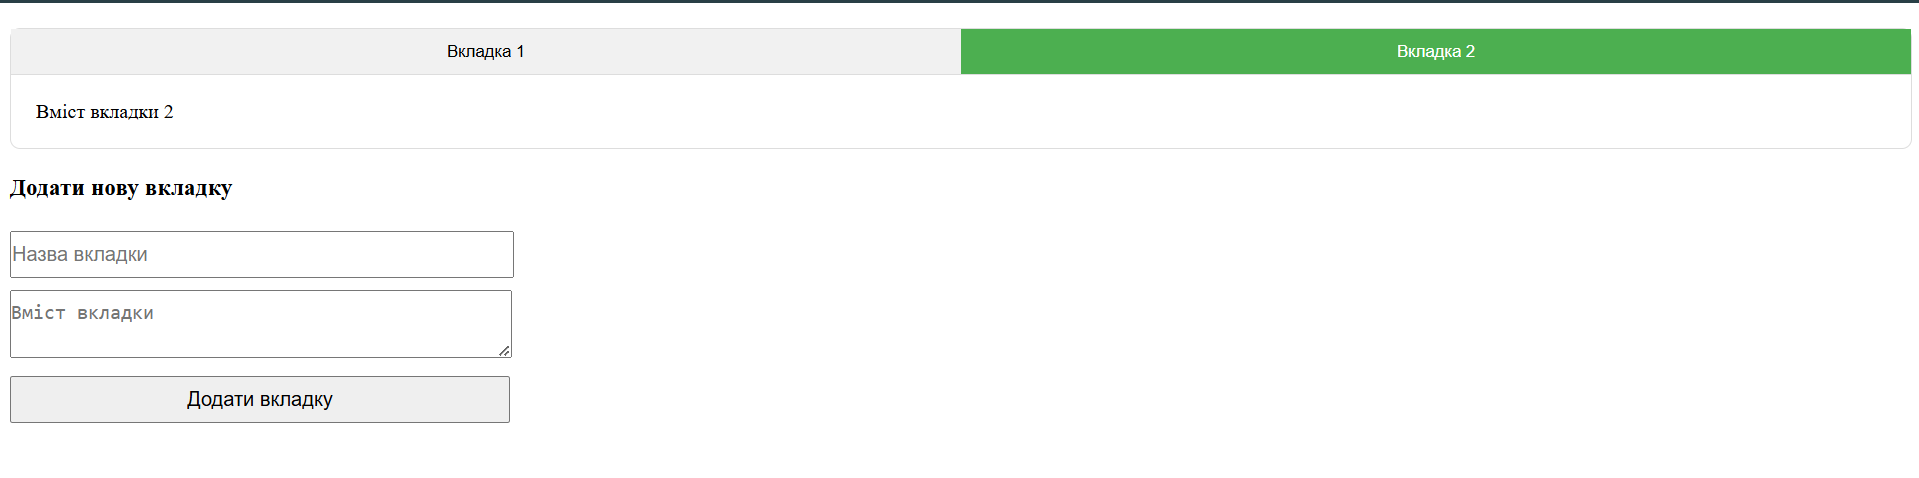 Вкладка 1
Вкладка 2
Вміст вкладки 2
Додати нову вкладку
Назва вкладки
Вміст вкладки
Додати вкладку